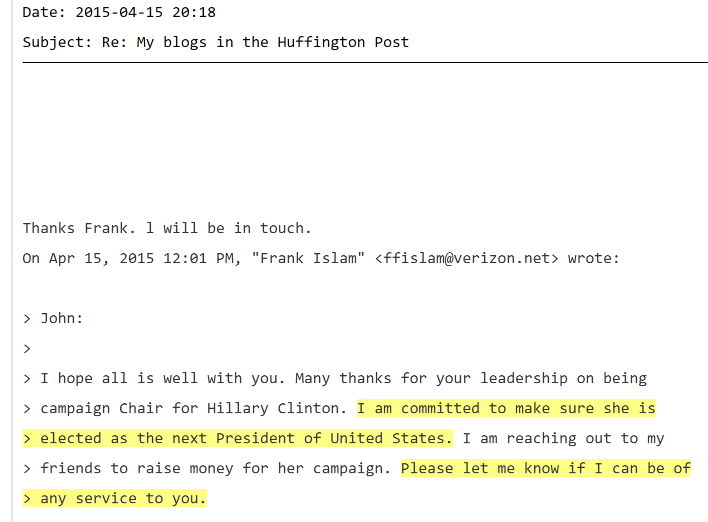 Date: 2015-04-15 20:18
Subject: Re: My blogs in the Huffington Post
Thanks Frank. l will be in touch.
On Apr 15, 2015 12:01 PM, "Frank Islam" <ffislam@verizon.net> wrote:
> John:
>
> I hope all is well with you. Many thanks for your leadership on being
> campaign Chair for Hillary Clinton. I am committed to make sure she is
> elected as the next President of United States. I am reaching out to my
> friends to raise money for her campaign. Please let me know if I can be of
> any service to you.